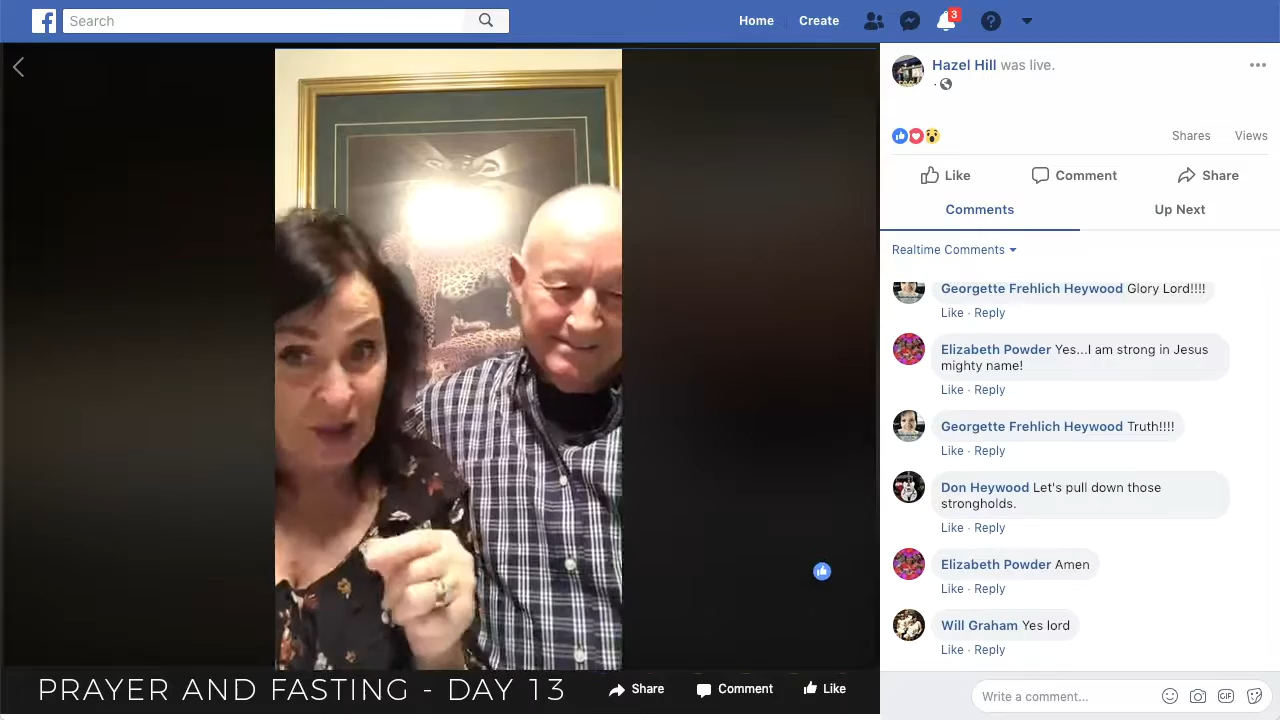 Search
Home
Create
3
Hazel Hill was live.
Shares
Views
Like
Comment
Share
Comments
Up Next
Realtime Comments
Georgette Frehlich Heywood Glory Lord!!!!
Like · Reply
Elizabeth Powder Yes...I am strong in Jesus
mighty name!
Like · Reply
Georgette Frehlich Heywood Truth!!!!
Like · Reply
Don Heywood Let's pull down those
strongholds.
Like · Reply
Elizabeth Powder Amen
Like · Reply
Will Graham Yes lord
Like · Reply
PRAYER AND FASTING - DAY 13
Share
Comment
Like
Write a comment...
GIF